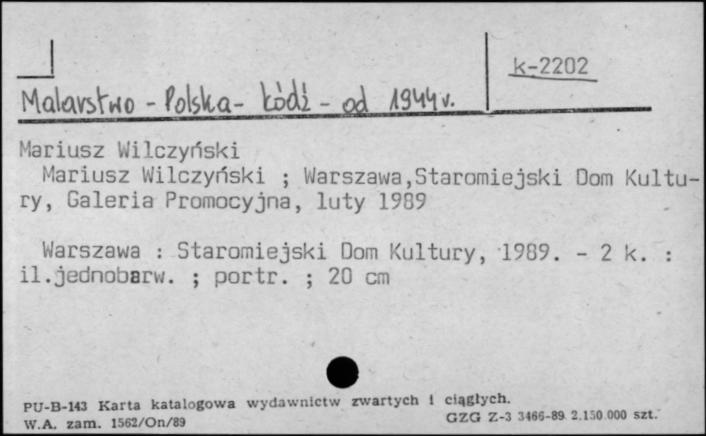 k-2202
Malarstwo - Polska - Łódź - od 1944 r.
Mariusz Wilczyński
Mariusz Wilczyński ; Warszawa,Staromiejski Dom Kultu-
ry, Galeria Promocyjna, luty 1989
Warszawa : Staromiejski Dom Kultury, 1989. - 2 k. :
il.jednobarw. ; portr. ; 20 cm
PU-B-143 Karta katalogowa wydawnictw zwartych i ciągłych.
W.A. zam. 1562/On/89 GZG Z-3 3466-89 2.150.000 szt.